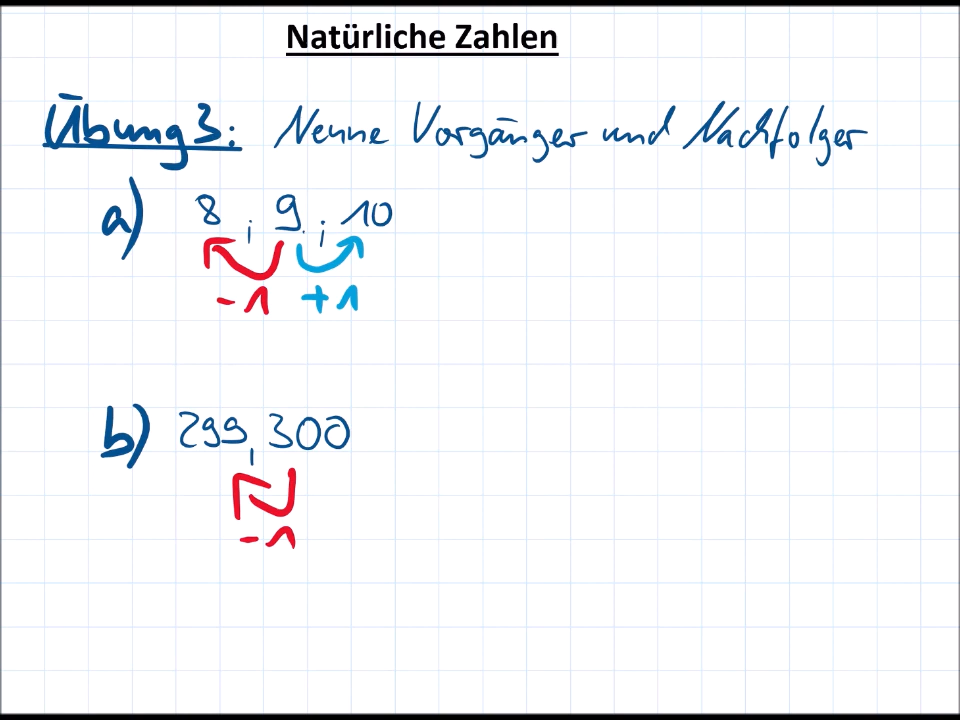 Natürliche Zahlen
Übung 3: Nenne Vorgänger und Nachfolger
a) 8 ; 9 ; 10
-1 +1
b) 299, 300
-1